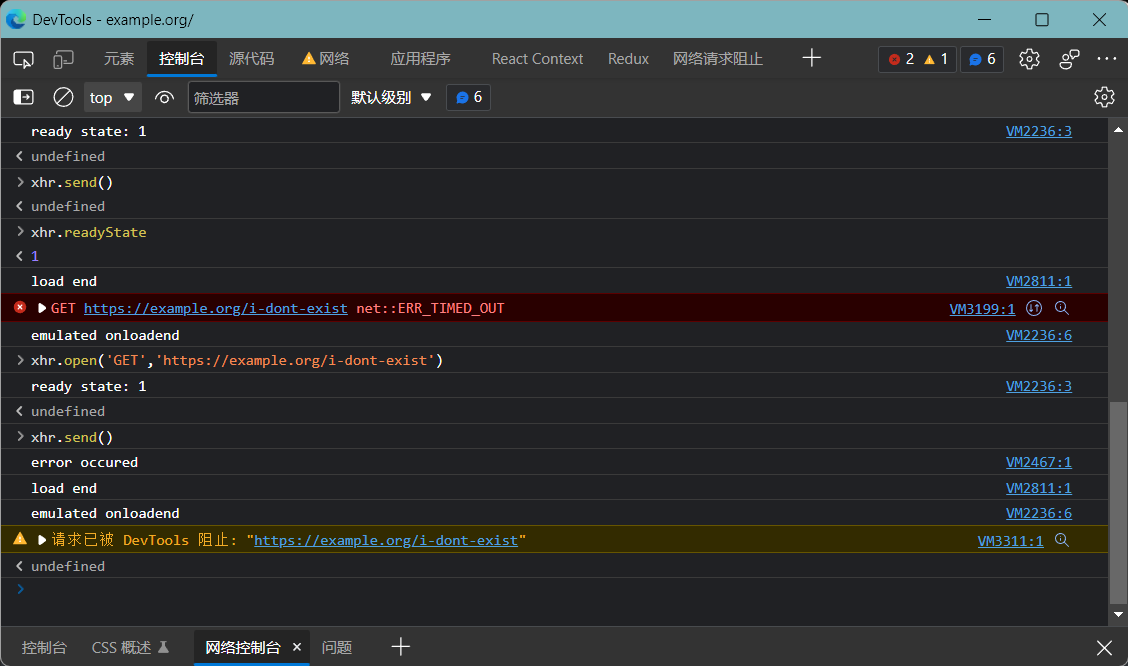 DevTools - example.org/
元素 控制台 源代码 网络 应用程序 React Context Redux 网络请求阻止 2 1 6
top 筛选器 默认级别 6
ready state: 1 VM2236:3
undefined
xhr.send()
undefined
xhr.readyState
1
load end VM2811:1
GET https://example.org/i-dont-exist net::ERR_TIMED_OUT VM3199:1
emulated onloadend VM2236:6
xhr.open('GET','https://example.org/i-dont-exist')
ready state: 1 VM2236:3
undefined
xhr.send()
error occured VM2467:1
load end VM2811:1
emulated onloadend VM2236:6
请求已被 DevTools 阻止: "https://example.org/i-dont-exist" VM3311:1
undefined
控制台 CSS 概述 网络控制台 问题